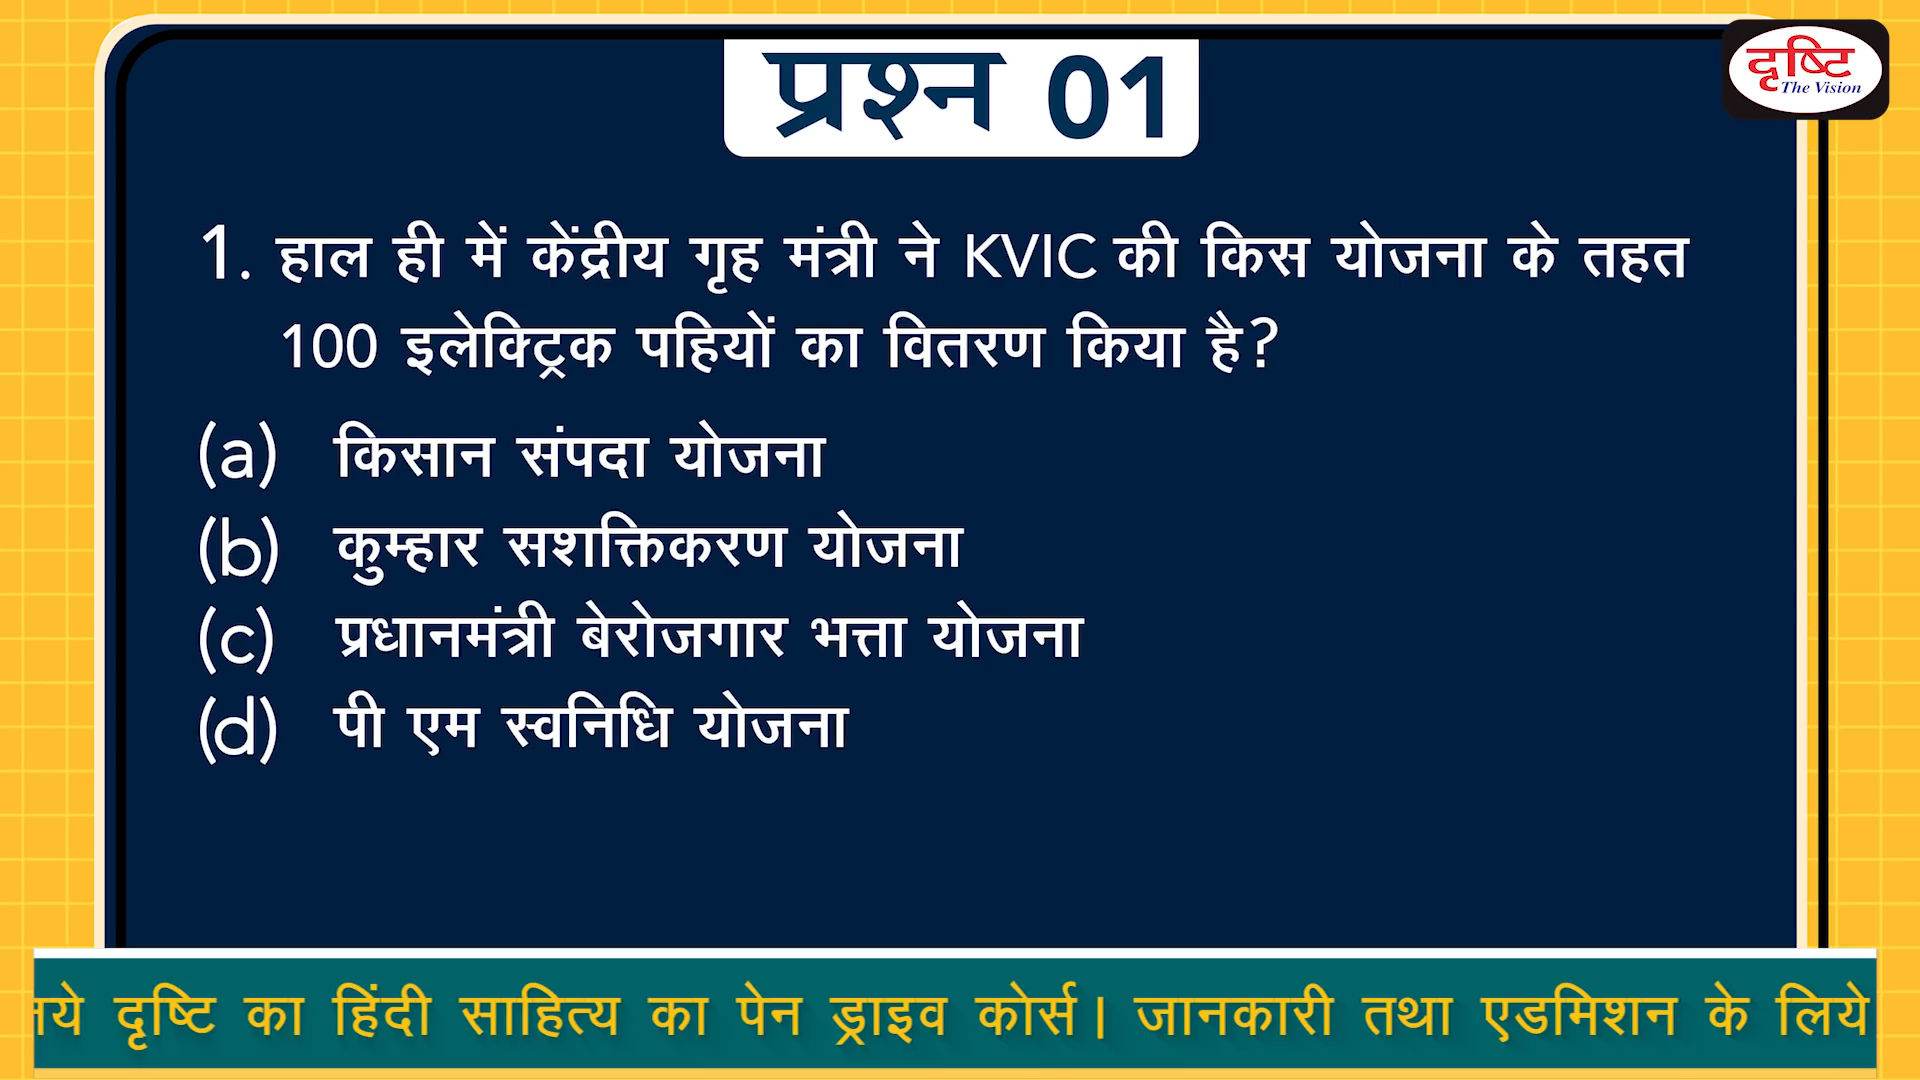 प्रश्न 01
दृष्टि
The Vision
1. हाल ही में केंद्रीय गृह मंत्री ने KVIC की किस योजना के तहत
100 इलेक्ट्रिक पहियों का वितरण किया है?
(a) किसान संपदा योजना
(b) कुम्हार सशक्तिकरण योजना
(c) प्रधानमंत्री बेरोजगार भत्ता योजना
(d) पी एम स्वनिधि योजना
दृष्टि का हिंदी साहित्य का पेन ड्राइव कोर्स। जानकारी तथा एडमिशन के लिये